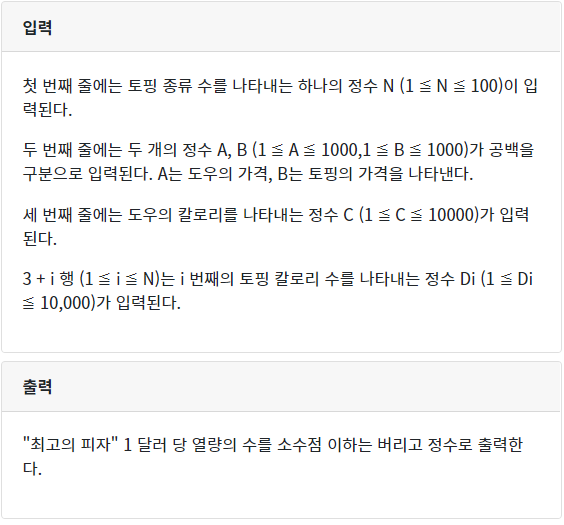 입력
첫 번째 줄에는 토핑 종류 수를 나타내는 하나의 정수 N (1 ≦ N ≦ 100)이 입
력된다.
두 번째 줄에는 두 개의 정수 A, B (1 ≦ A ≦ 1000,1 ≦ B ≦ 1000)가 공백을
구분으로 입력된다. A는 도우의 가격, B는 토핑의 가격을 나타낸다.
세 번째 줄에는 도우의 칼로리를 나타내는 정수 C (1 ≦ C ≦ 10000)가 입력
된다.
3 + i 행 (1 ≦ i ≦ N)는 i 번째의 토핑 칼로리 수를 나타내는 정수 Di (1 ≦ Di
≦ 10,000)가 입력된다.
출력
"최고의 피자" 1 달러 당 열량의 수를 소수점 이하는 버리고 정수로 출력한
다.